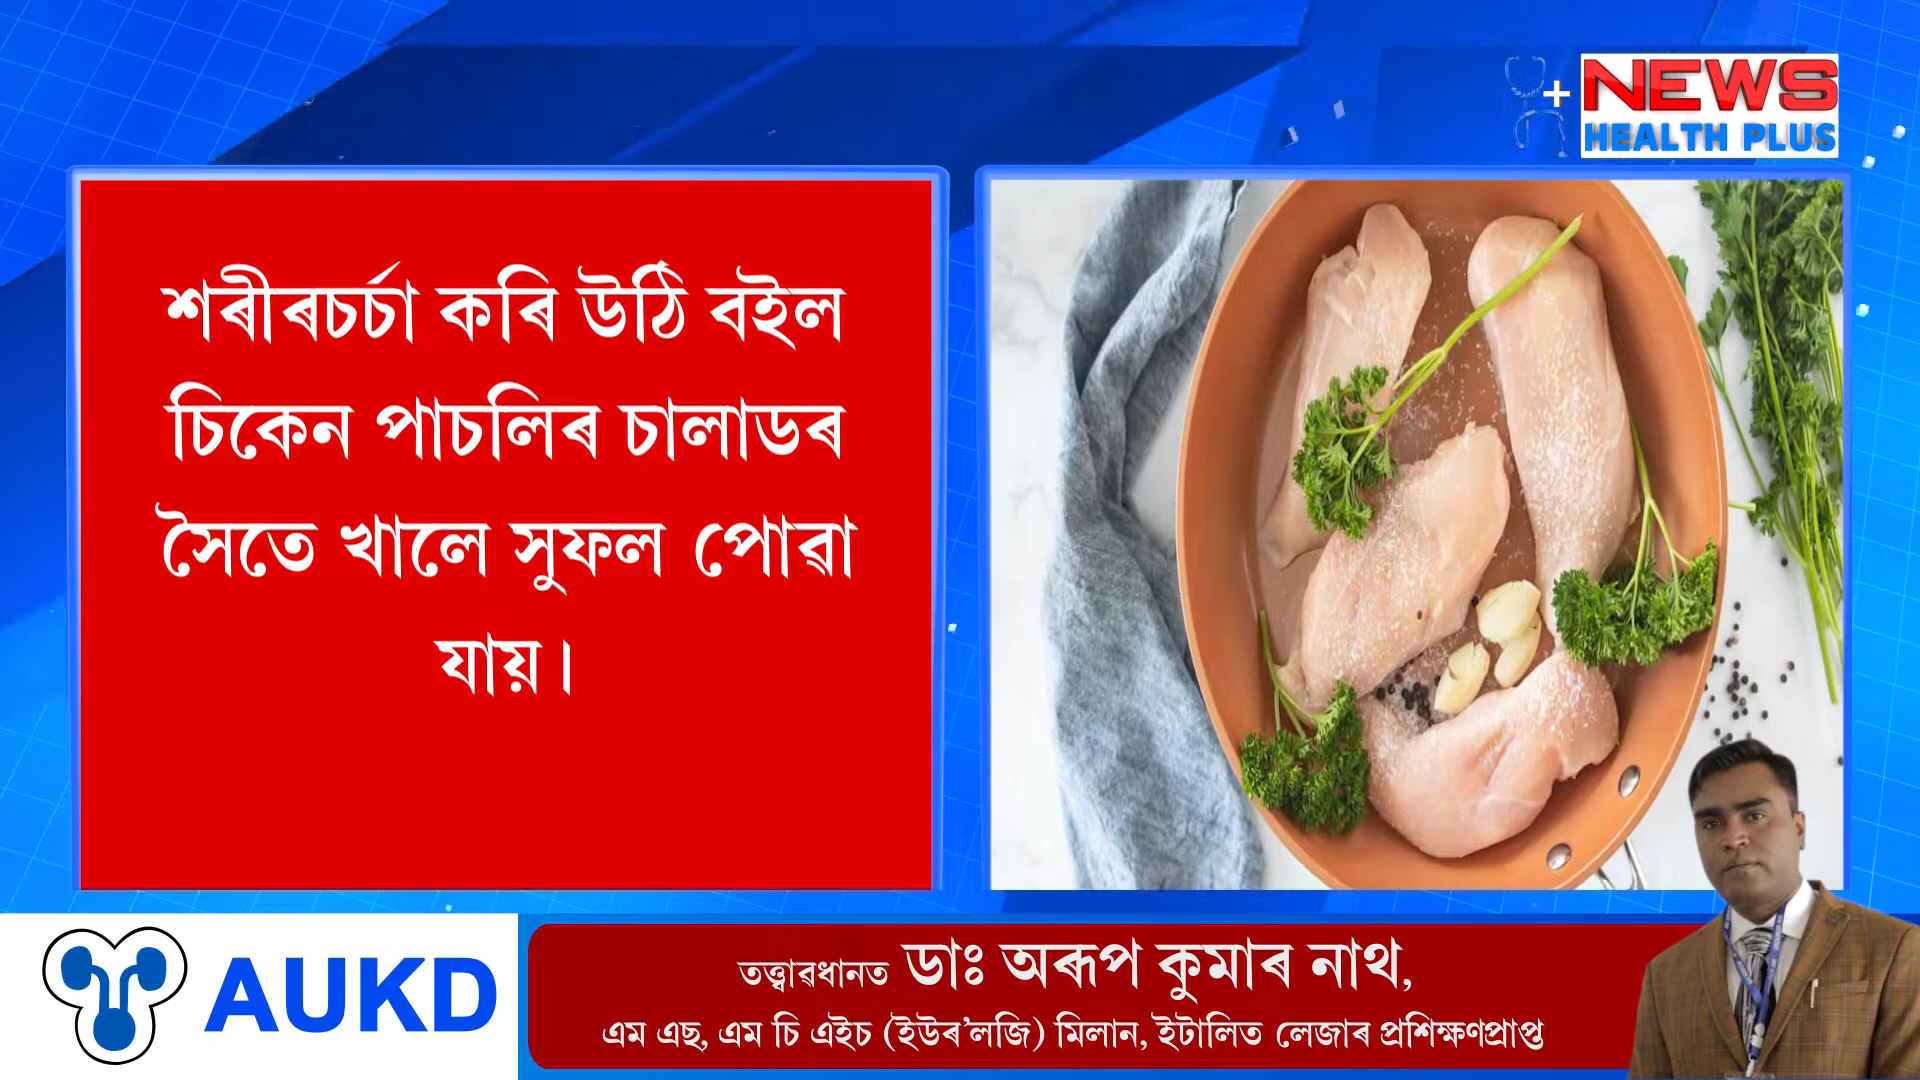 NEWS
HEALTH PLUS
শৰীৰচৰ্চা কৰি উঠি বইল
চিকেন পাচলিৰ চালাডৰ
সৈতে খালে সুফল পোৱা
যায়।
AUKD
তত্ত্বাৱধানত ডাঃ অৰূপ কুমাৰ নাথ,
এম এছ, এম চি এইচ (ইউৰ'লজি) মিলান, ইটালিত লেজাৰ প্ৰশিক্ষণপ্ৰাপ্ত